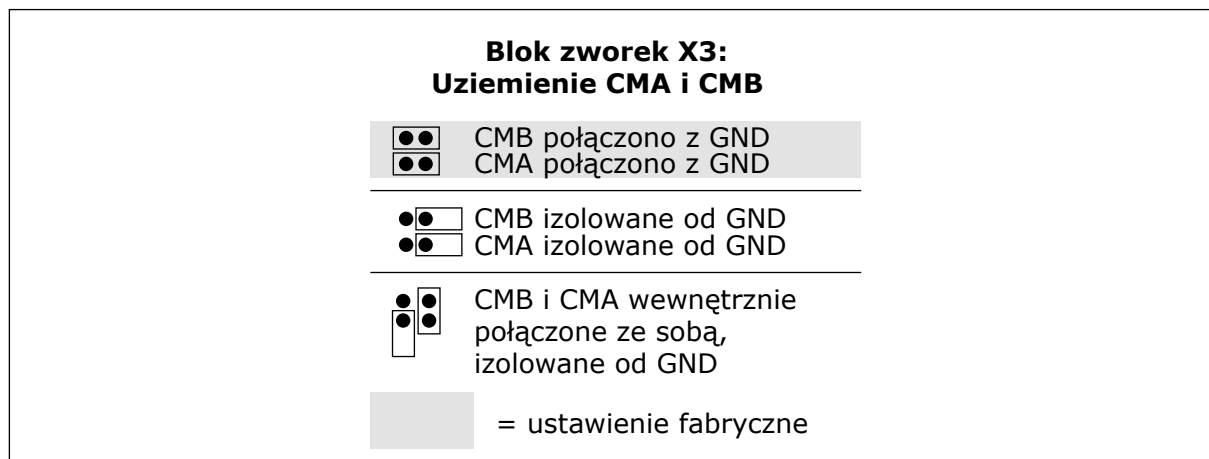 Blok zworek X3:
Uziemienie CMA i CMB
CMB połączono z GND
CMA połączono z GND
CMB izolowane od GND
CMA izolowane od GND
CMB i CMA wewnętrznie
połączone ze sobą,
izolowane od GND
= ustawienie fabryczne